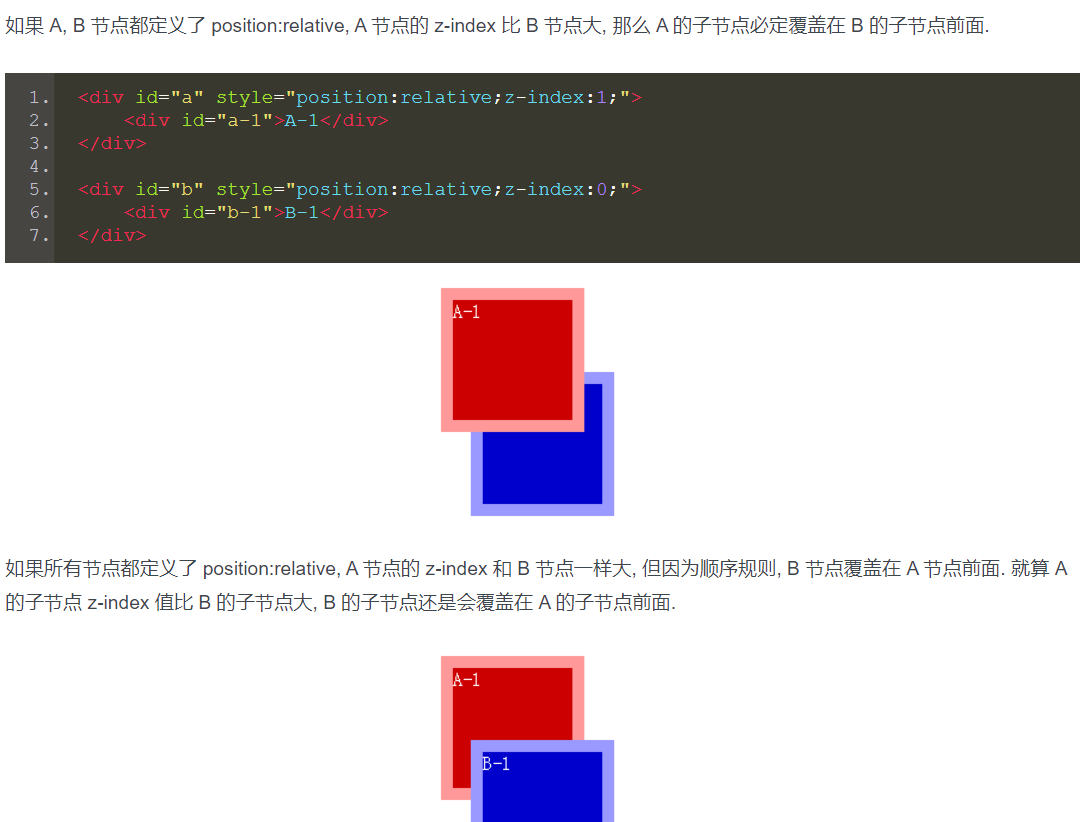 如果 A, B 节点都定义了 position:relative, A 节点的 z-index 比 B 节点大, 那么 A 的子节点必定覆盖在 B 的子节点前面.
1. <div id="a" style="position:relative;z-index:1;">
2. <div id="a-1">A-1</div>
3. </div>
4.
5. <div id="b" style="position:relative;z-index:0;">
6. <div id="b-1">B-1</div>
7. </div>
A-1
如果所有节点都定义了 position:relative, A 节点的 z-index 和 B 节点一样大, 但因为顺序规则, B 节点覆盖在 A 节点前面. 就算 A
的子节点 z-index 值比 B 的子节点大, B 的子节点还是会覆盖在 A 的子节点前面.
A-1
B-1